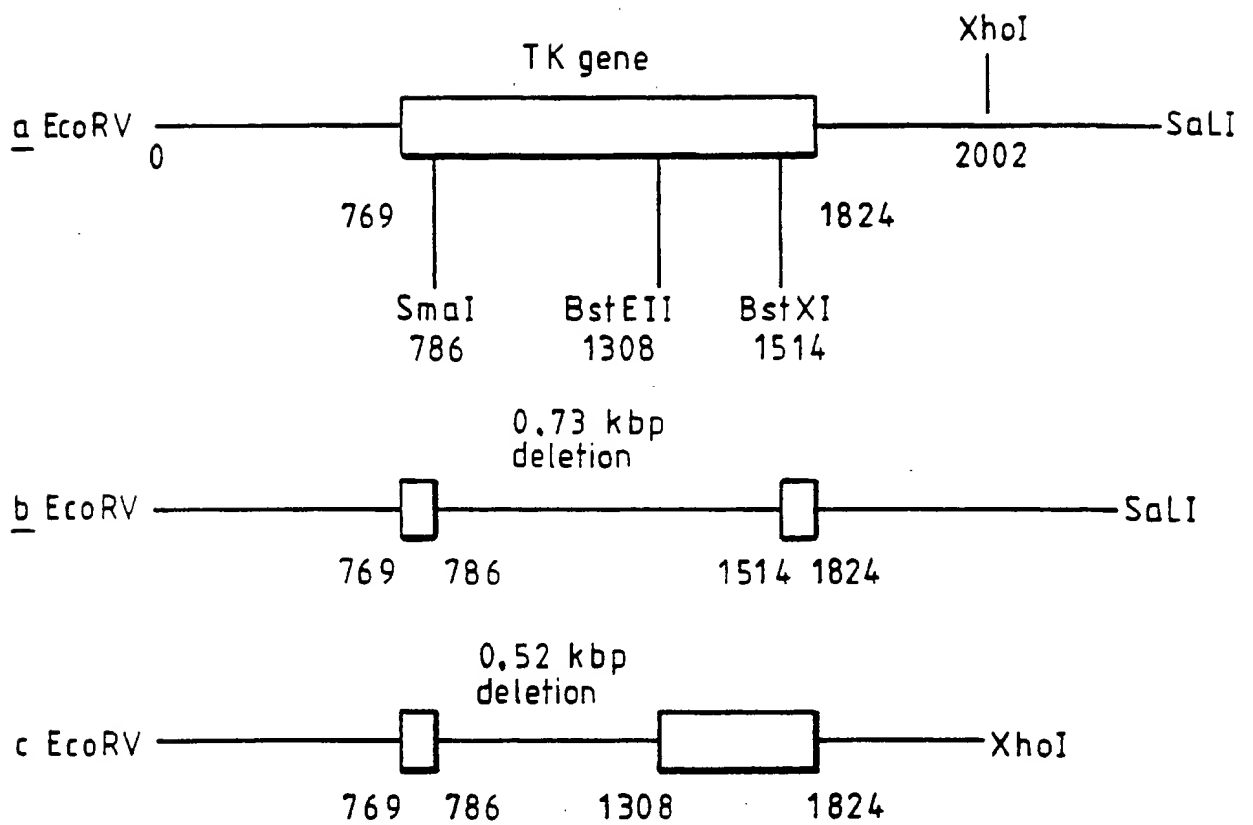 XhoI
TK gene
a EcoRV
SaLI
0
2002
769
1824
SmaI
BstEII
BstXI
786
1308
1514
0.73 kbp
deletion
b EcoRV
SaLI
769
786
1514
1824
0.52 kbp
deletion
c EcoRV
XhoI
769
786
1308
1824